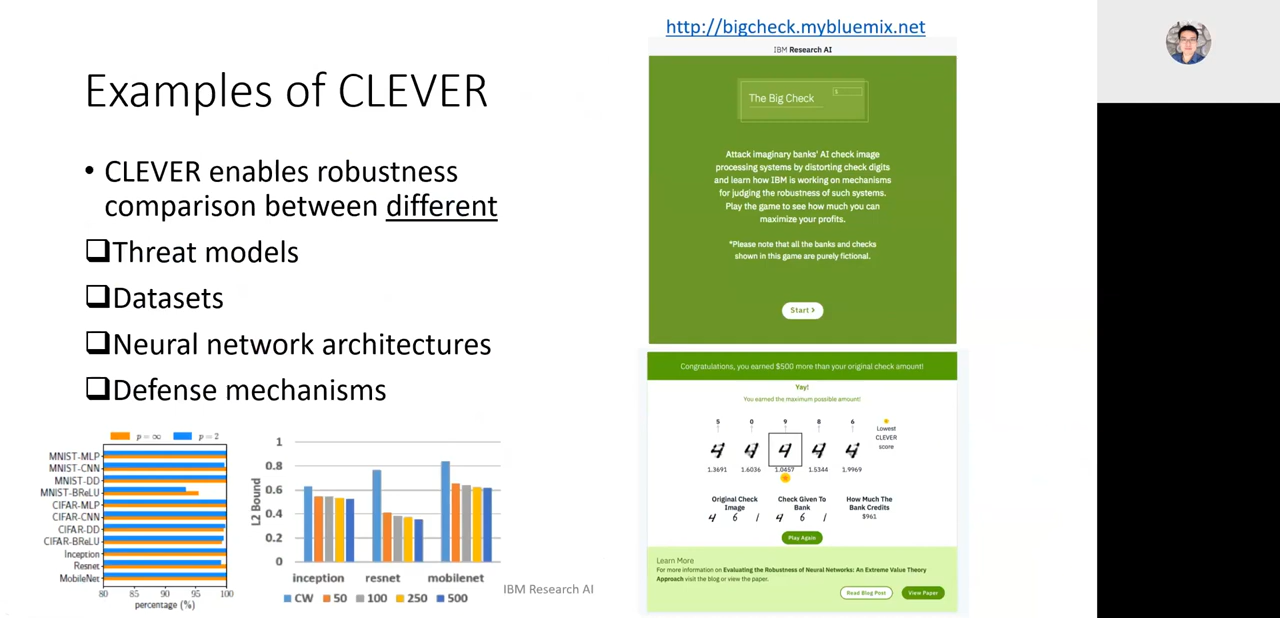 Examples of CLEVER
• CLEVER enables robustness
comparison between different
Threat models
Datasets
Neural network architectures
Defense mechanisms
p = ∞ p = 2
MNIST-MLP
MNIST-CNN
MNIST-DD
MNIST-BReLU
CIFAR-MLP
CIFAR-CNN
CIFAR-DD
CIFAR-BReLU
Inception
Resnet
MobileNet
80 85 90 95 100
percentage (%)
L2 Bound
1
0.8
0.6
0.4
0.2
0
inception resnet mobilenet
CW 50 100 250 500
IBM Research AI
http://bigcheck.mybluemix.net
IBM Research AI
The Big Check
$
Attack imaginary banks' AI check image
processing systems by distorting check digits
and learn how IBM is working on mechanisms
for judging the robustness of such systems.
Play the game to see how much you can
maximize your profits.
*Please note that all the banks and checks
shown in this game are purely fictional.
Start >
Congratulations, you earned $500 more than your original check amount!
Yay!
You earned the maximum possible amount!
5 0 9 8 6
4 4 4 4 4
1.3691 1.6036 1.0457 1.5344 1.9969
Lowest
CLEVER
score
Original Check
Image
4 6 1
Check Given To
Bank
4 6 1
How Much The
Bank Credits
$961
Play Again
Learn More
For more information on Evaluating the Robustness of Neural Networks: An Extreme Value Theory
Approach visit the blog or view the paper.
Read Blog Post
View Paper